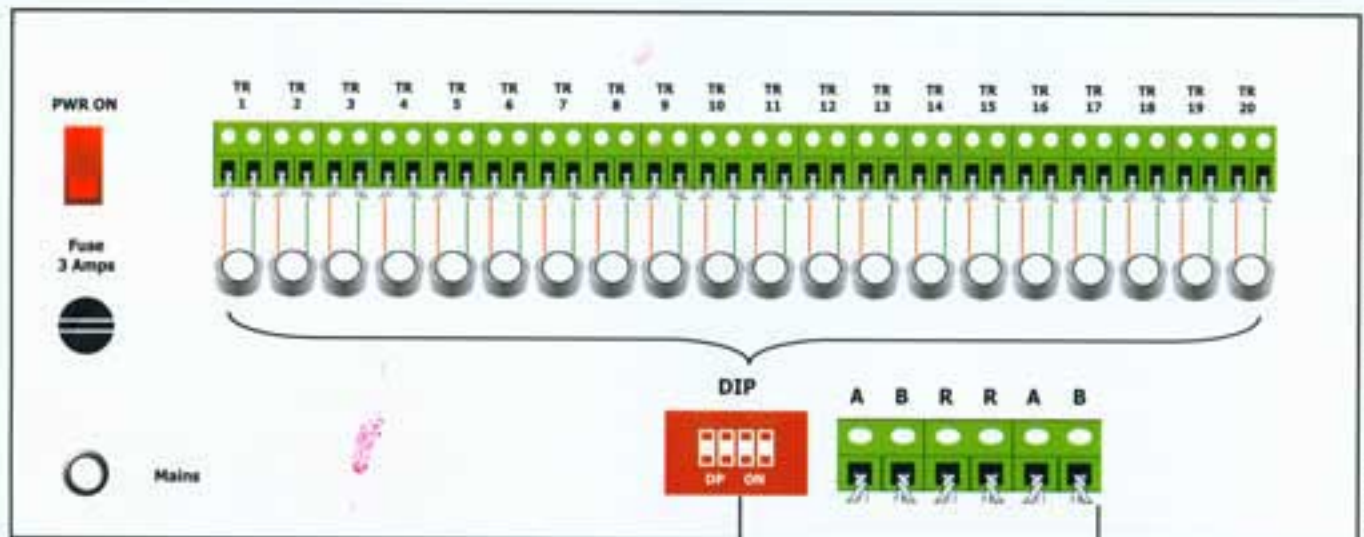 PWR ON
TR TR TR TR TR TR TR TR TR TR TR TR TR TR TR TR TR TR TR TR
1 2 3 4 5 6 7 8 9 10 11 12 13 14 15 16 17 18 19 20
Fuse
3 Amps
DIP
A B R R A B
DP ON
Mains